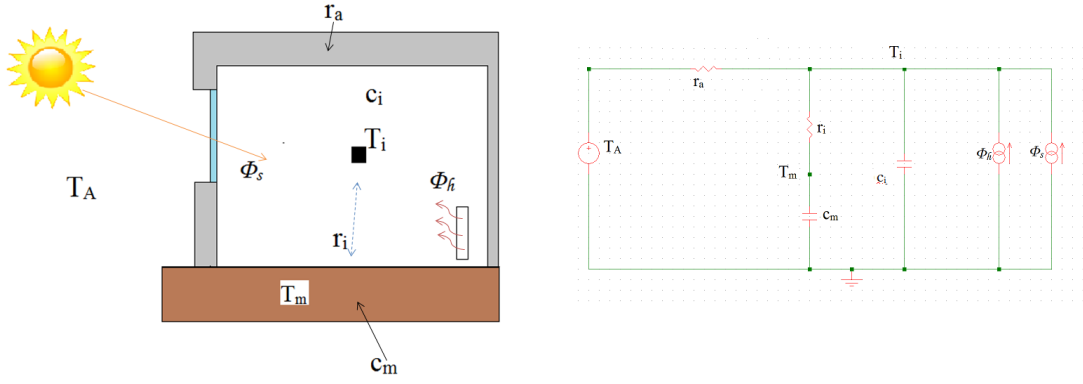 r_a
c_i
T_i
Φ_s
T_A
Φ_h
r_i
T_m
c_m
T_i
r_a
r_i
T_A
T_m
c_i
Φ_h
Φ_s
c_m